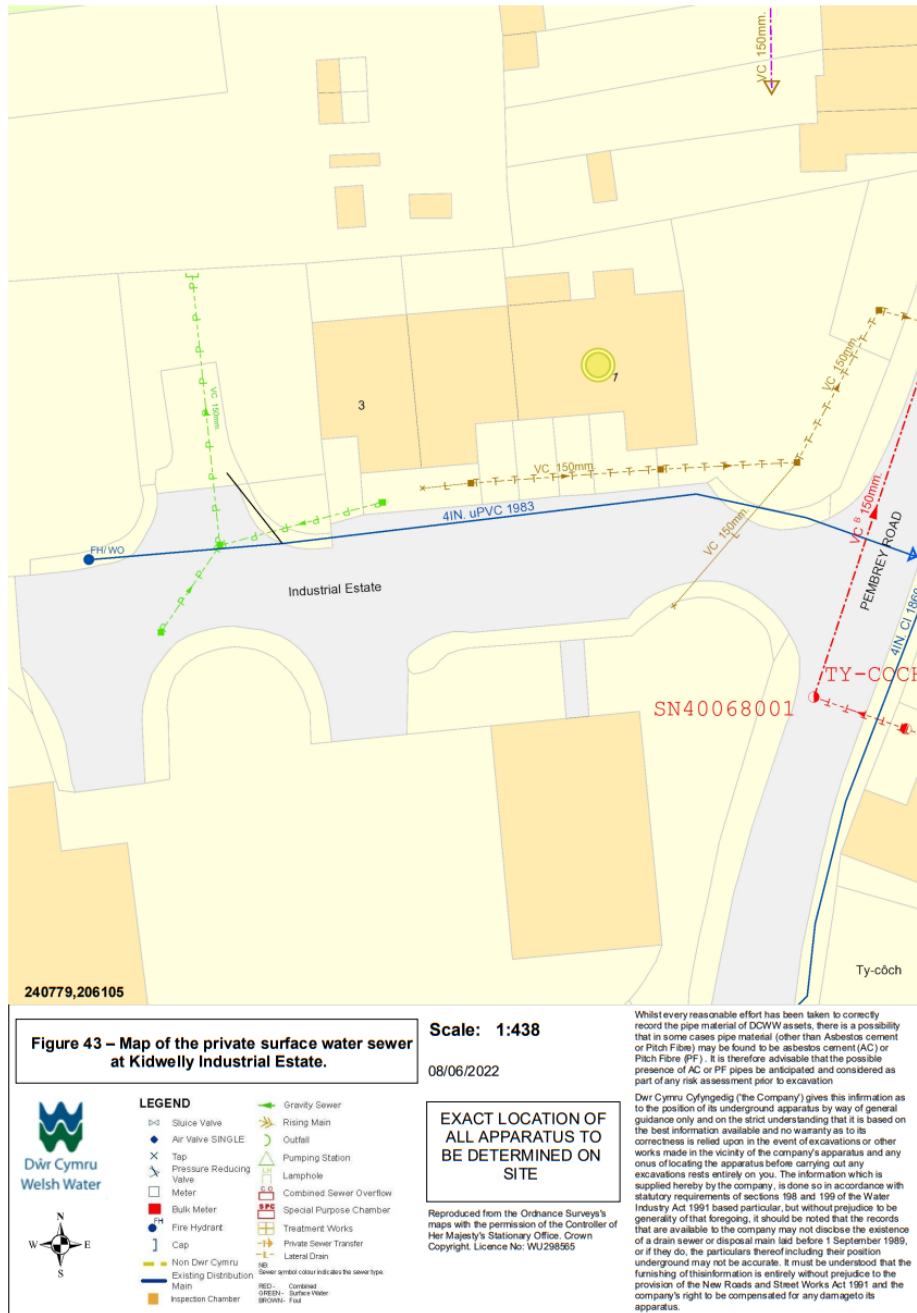 VC 150mm.
VC 150mm.
VC 150mm.
3
7
VC 150mm.
4IN. uPVC 1983
FH/ WO
VC 150mm.
VC B 150mm.
PEMBREY ROAD
Industrial Estate
4IN. CI 1860
TY-COCH
SN40068001
Ty-côch
240779,206105
Figure 43 – Map of the private surface water sewer
at Kidwelly Industrial Estate.
Scale: 1:438
08/06/2022
EXACT LOCATION OF
ALL APPARATUS TO
BE DETERMINED ON
SITE
Reproduced from the Ordnance Surveys's
maps with the permission of the Controller of
Her Majesty's Stationary Office. Crown
Copyright. Licence No: WU298565
Dŵr Cymru
Welsh Water
N
W E
S
LEGEND
Sluice Valve
Air Valve SINGLE
Tap
Pressure Reducing
Valve
Meter
Bulk Meter
FH
Fire Hydrant
Cap
Non Dwr Cymru
Existing Distribution
Main
Inspection Chamber
Gravity Sewer
Rising Main
Outfall
Pumping Station
LH
Lamphole
C O
Combined Sewer Overflow
SPC
Special Purpose Chamber
Treatment Works
Private Sewer Transfer
Lateral Drain
NB
Sewer symbol colour indicates the sewer type.
RED - Combined
GREEN - Surface Water
BROWN - Foul
Whilst every reasonable effort has been taken to correctly
record the pipe material of DCWW assets, there is a possibility
that in some cases pipe material (other than Asbestos cement
or Pitch Fibre) may be found to be asbestos cement (AC) or
Pitch Fibre (PF) . It is therefore advisable that the possible
presence of AC or PF pipes be anticipated and considered as
part of any risk assessment prior to excavation
Dwr Cymru Cyfyngedig ('the Company') gives this infirmation as
to the position of its underground apparatus by way of general
guidance only and on the strict understanding that it is based on
the best information available and no warranty as to its
correctness is relied upon in the event of excavations or other
works made in the vicinity of the company's apparatus and any
onus of locating the apparatus before carrying out any
excavations rests entirely on you. The information which is
supplied hereby by the company, is done so in accordance with
statutory requirements of sections 198 and 199 of the Water
Industry Act 1991 based particular, but without prejudice to be
generality of that foregoing, it should be noted that the records
that are available to the company may not disclose the existence
of a drain sewer or disposal main laid before 1 September 1989,
or if they do, the particulars thereof including their position
underground may not be accurate. It must be understood that the
furnishing of thisinformation is entirely without prejudice to the
provision of the New Roads and Street Works Act 1991 and the
company's right to be compensated for any damageto its
apparatus.